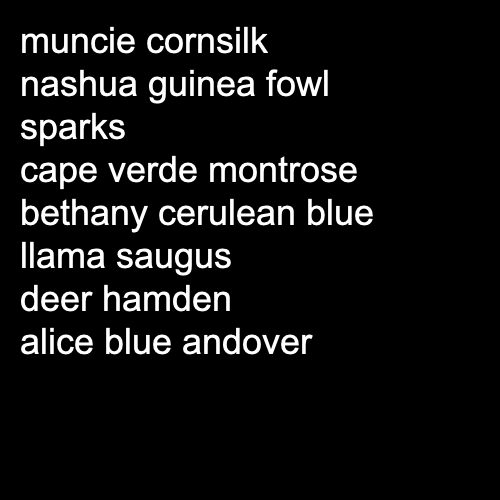 muncie cornsilk
nashua guinea fowl
sparks
cape verde montrose
bethany cerulean blue
llama saugus
deer hamden
alice blue andover